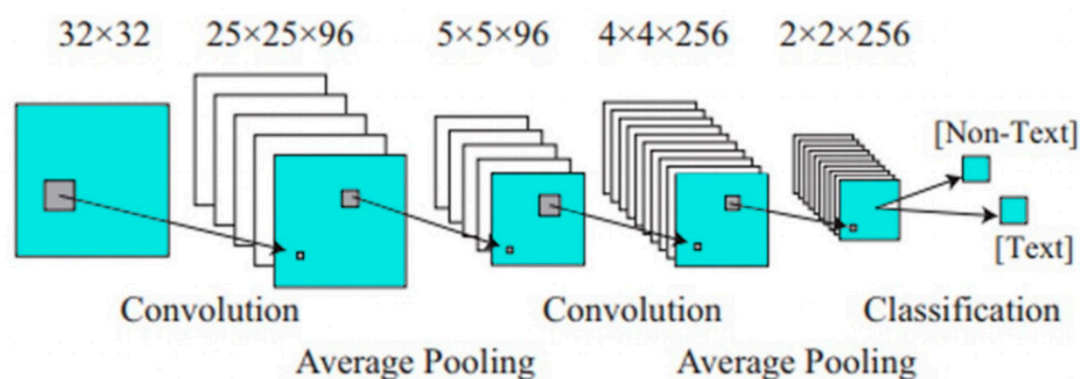 32×32 25×25×96 5×5×96 4×4×256 2×2×256
[Non-Text]
[Text]
Convolution Convolution Classification
Average Pooling Average Pooling